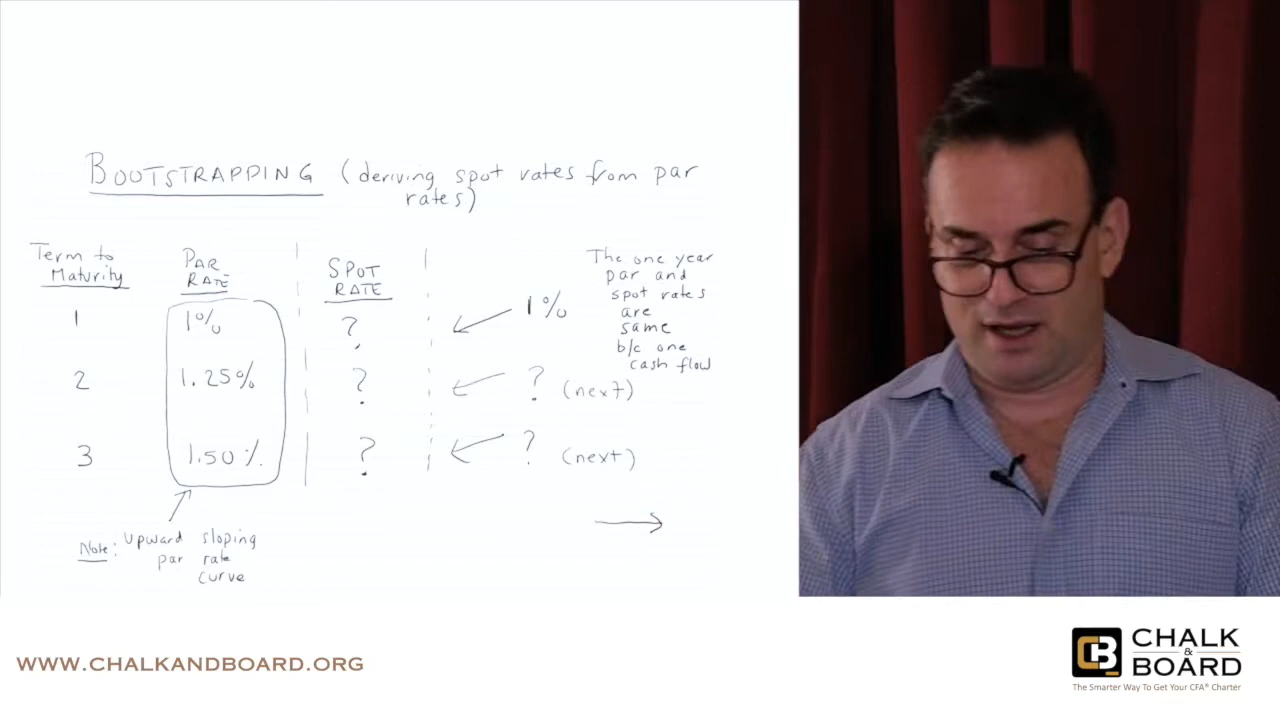 BOOTSTRAPPING (deriving spot rates from par
rates)
Term to
Maturity
PAR
RATE
SPOT
RATE
1
1%
?
1%
2
1.25%
?
? (next)
3
1.50%
?
? (next)
The one year
par and
spot rates
are
same
b/c one
cash flow
Note: Upward sloping
par rate
curve
WWW.CHALKANDBOARD.ORG
CB
CHALK
&
BOARD
The Smarter Way To Get Your CFA® Charter